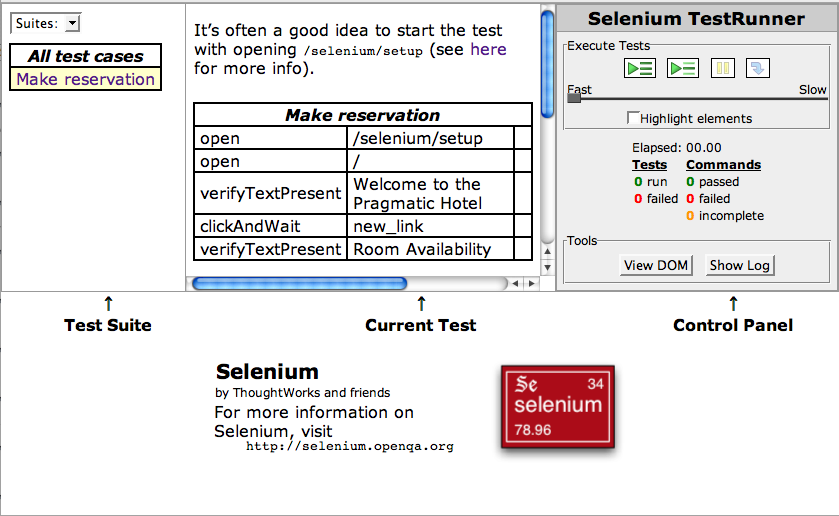 Suites:
All test cases
Make reservation
It's often a good idea to start the test
with opening /selenium/setup (see here
for more info).
Make reservation
open /selenium/setup
open /
verifyTextPresent Welcome to the
Pragmatic Hotel
clickAndWait new_link
verifyTextPresent Room Availability
Selenium TestRunner
Execute Tests
Fast Slow
Highlight elements
Elapsed: 00.00
Tests Commands
0 run 0 passed
0 failed 0 failed
0 incomplete
Tools
View DOM Show Log
Test Suite
Current Test
Control Panel
Selenium
by ThoughtWorks and friends
For more information on
Selenium, visit
http://selenium.openqa.org
Se 34
selenium
78.96